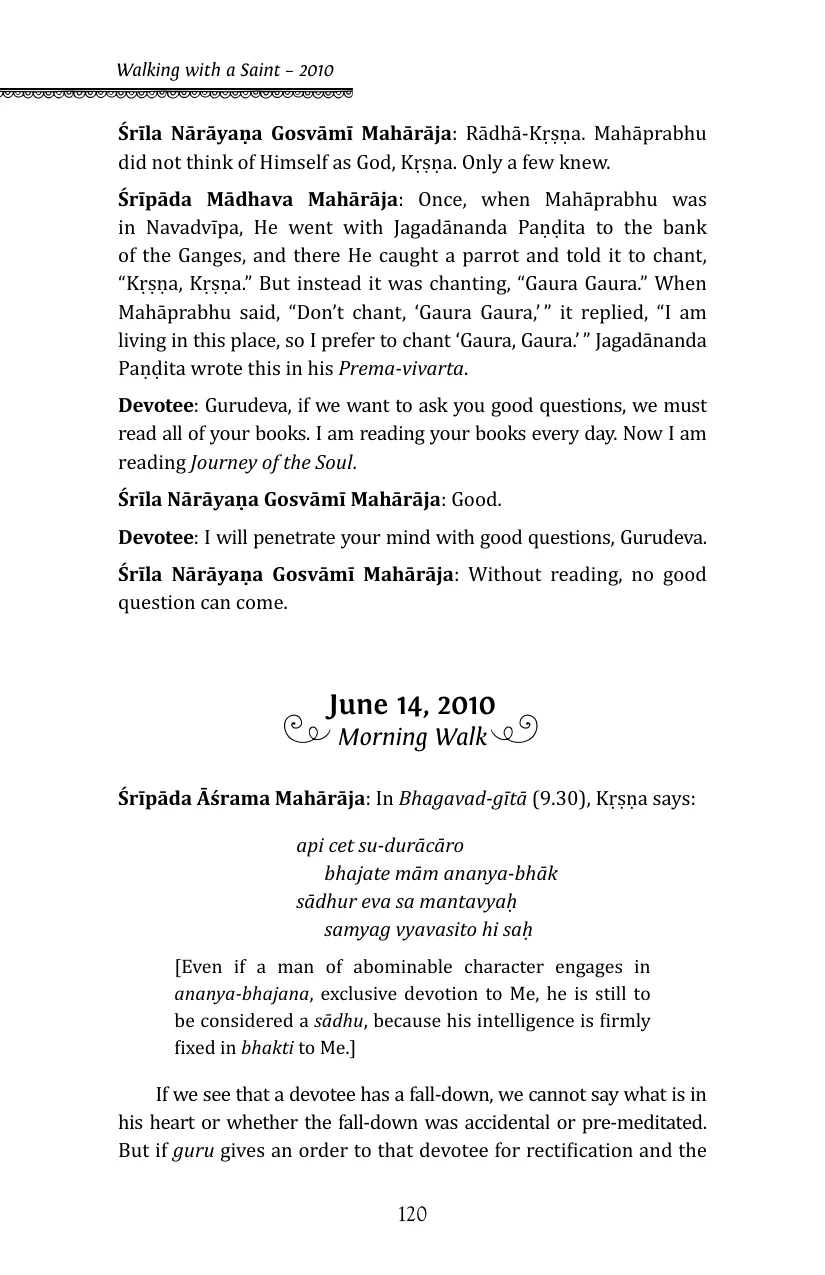 Walking with a Saint – 2010
Śrīla Nārāyaṇa Gosvāmī Mahārāja: Rādhā-Kṛṣṇa. Mahāprabhu
did not think of Himself as God, Kṛṣṇa. Only a few knew.
Śrīpāda Mādhava Mahārāja: Once, when Mahāprabhu was
in Navadvīpa, He went with Jagadānanda Paṇḍita to the bank
of the Ganges, and there He caught a parrot and told it to chant,
“Kṛṣṇa, Kṛṣṇa.” But instead it was chanting, “Gaura Gaura.” When
Mahāprabhu said, “Don’t chant, ‘Gaura Gaura,’ ” it replied, “I am
living in this place, so I prefer to chant ‘Gaura, Gaura.’ ” Jagadānanda
Paṇḍita wrote this in his Prema-vivarta.
Devotee: Gurudeva, if we want to ask you good questions, we must
read all of your books. I am reading your books every day. Now I am
reading Journey of the Soul.
Śrīla Nārāyaṇa Gosvāmī Mahārāja: Good.
Devotee: I will penetrate your mind with good questions, Gurudeva.
Śrīla Nārāyaṇa Gosvāmī Mahārāja: Without reading, no good
question can come.
June 14, 2010
Morning Walk
Śrīpāda Āśrama Mahārāja: In Bhagavad-gītā (9.30), Kṛṣṇa says:
api cet su-durācāro
bhajate mām ananya-bhāk
sādhur eva sa mantavyaḥ
samyag vyavasito hi saḥ
[Even if a man of abominable character engages in
ananya-bhajana, exclusive devotion to Me, he is still to
be considered a sādhu, because his intelligence is firmly
fixed in bhakti to Me.]
If we see that a devotee has a fall-down, we cannot say what is in
his heart or whether the fall-down was accidental or pre-meditated.
But if guru gives an order to that devotee for rectification and the
120